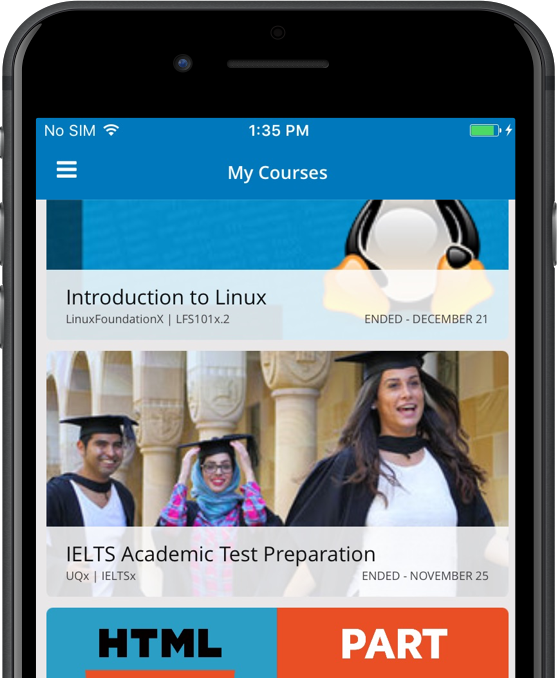 No SIM 1:35 PM
My Courses
Introduction to Linux
LinuxFoundationX | LFS101x.2 ENDED - DECEMBER 21
IELTS Academic Test Preparation
UQx | IELTSx ENDED - NOVEMBER 25
HTML PART